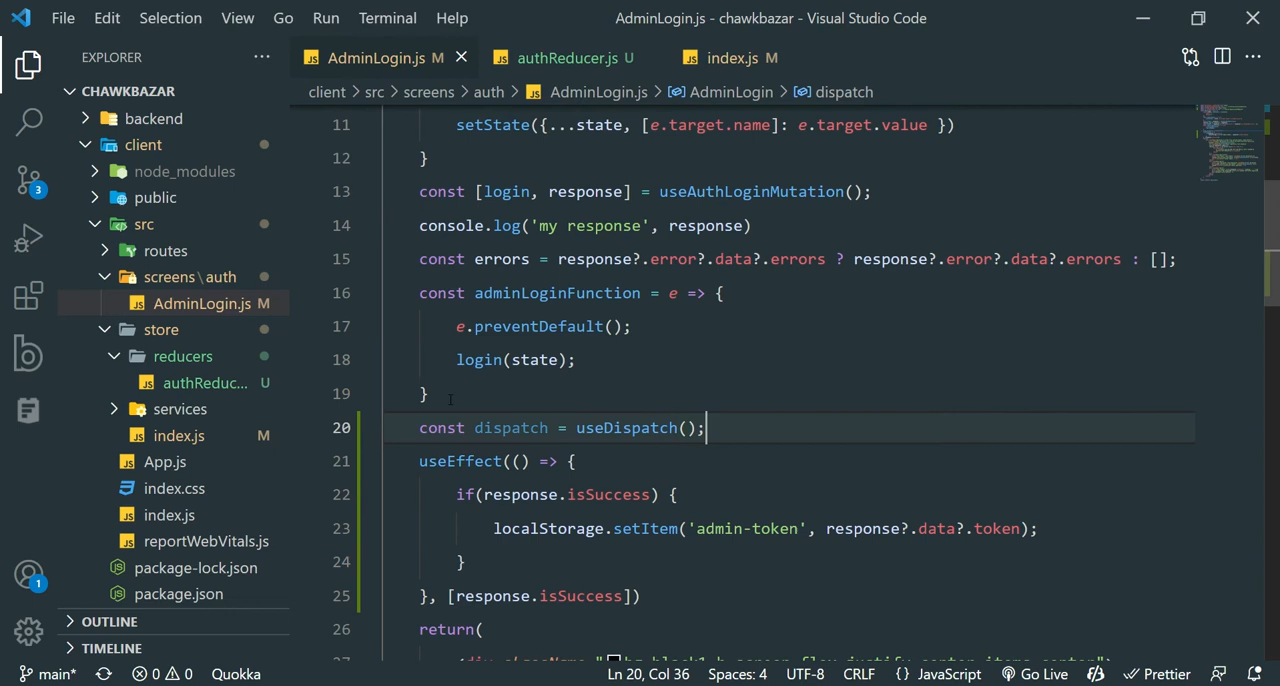 File Edit Selection View Go Run Terminal Help AdminLogin.js - chawkbazar - Visual Studio Code
EXPLORER
AdminLogin.js M
authReducer.js U
index.js M
client > src > screens > auth > AdminLogin.js > AdminLogin > dispatch
CHAWKBAZAR
backend
client
node_modules
public
src
routes
screens\auth
AdminLogin.js M
store
reducers
authReduc... U
services
index.js M
App.js
index.css
index.js
reportWebVitals.js
package-lock.json
package.json
OUTLINE
TIMELINE
3
1
11 setState({...state, [e.target.name]: e.target.value })
12 }
13 const [login, response] = useAuthLoginMutation();
14 console.log('my response', response)
15 const errors = response?.error?.data?.errors ? response?.error?.data?.errors : [];
16 const adminLoginFunction = e => {
17 e.preventDefault();
18 login(state);
19 }
20 const dispatch = useDispatch();
21 useEffect(() => {
22 if(response.isSuccess) {
23 localStorage.setItem('admin-token', response?.data?.token);
24 }
25 }, [response.isSuccess])
26 return(
main* 0 0 Quokka Ln 20, Col 36 Spaces: 4 UTF-8 CRLF {} JavaScript Go Live Prettier